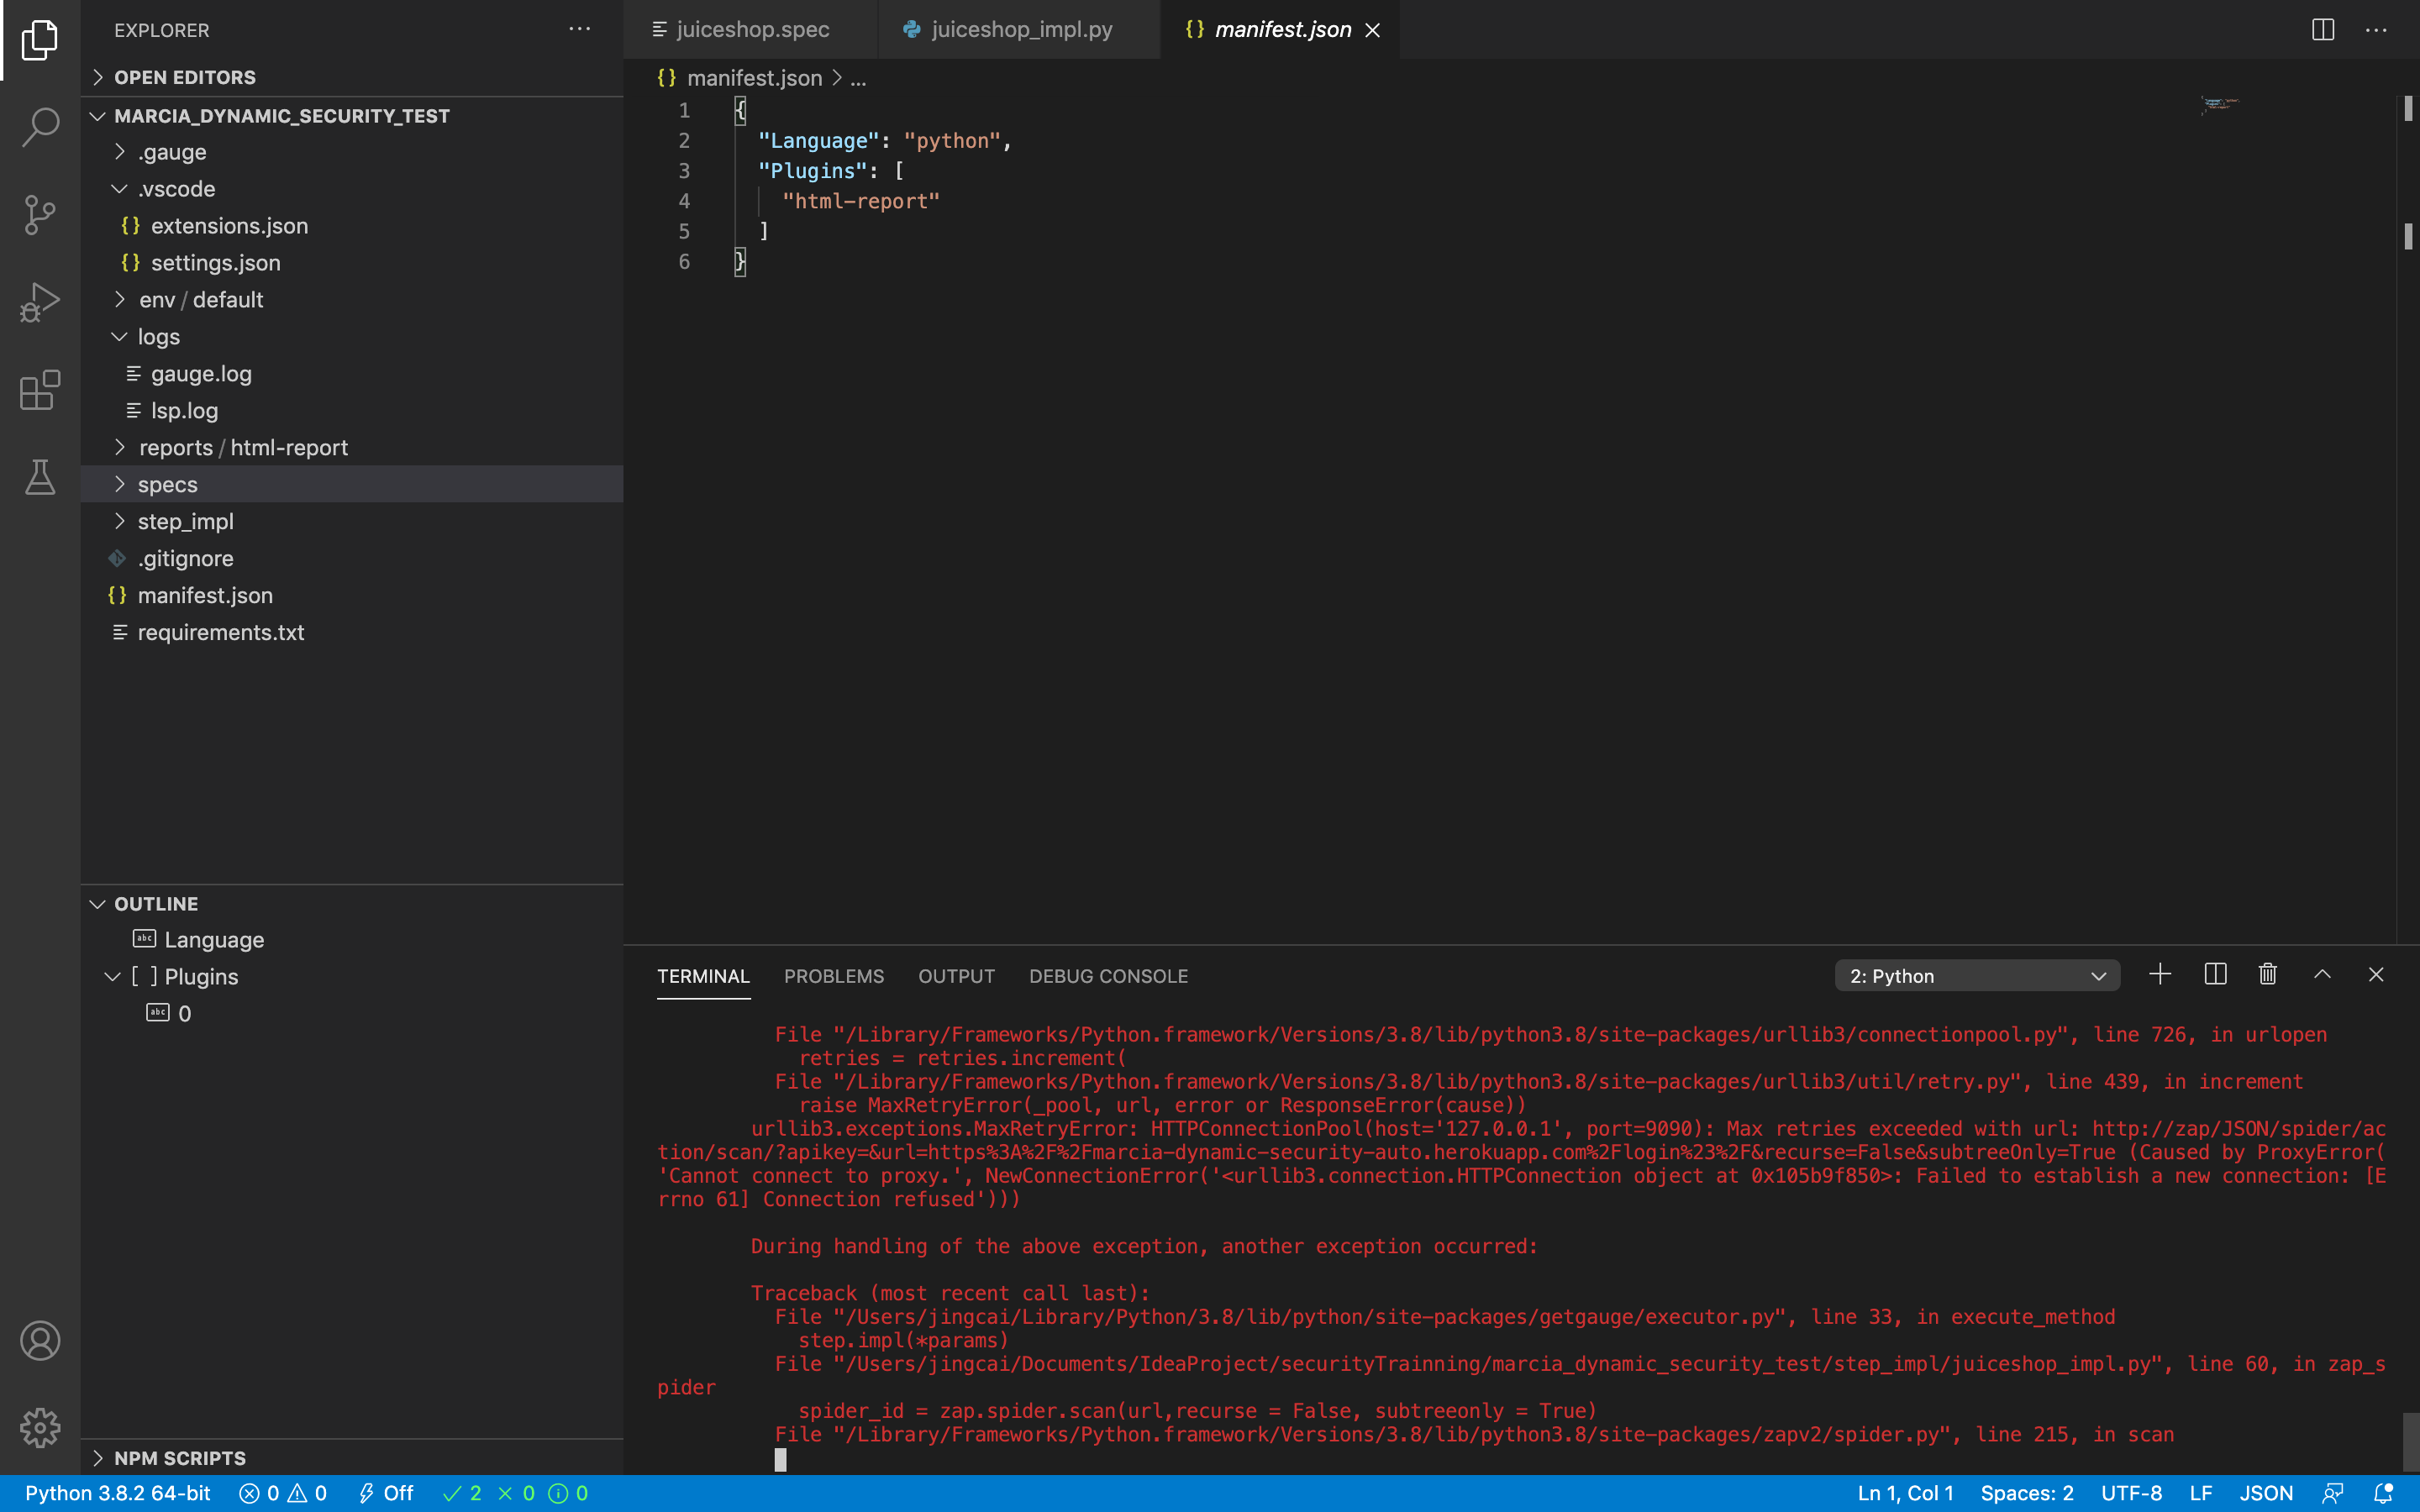 EXPLORER
OPEN EDITORS
MARCIA_DYNAMIC_SECURITY_TEST
.gauge
.vscode
{} extensions.json
{} settings.json
env / default
logs
gauge.log
lsp.log
reports / html-report
specs
step_impl
.gitignore
{} manifest.json
requirements.txt
OUTLINE
abc Language
[ ] Plugins
abc 0
NPM SCRIPTS
juiceshop.spec
juiceshop_impl.py
{} manifest.json
{} manifest.json > ...
1 {
2 "Language": "python",
3 "Plugins": [
4 "html-report"
5 ]
6 }
TERMINAL PROBLEMS OUTPUT DEBUG CONSOLE
2: Python
File "/Library/Frameworks/Python.framework/Versions/3.8/lib/python3.8/site-packages/urllib3/connectionpool.py", line 726, in urlopen
retries = retries.increment(
File "/Library/Frameworks/Python.framework/Versions/3.8/lib/python3.8/site-packages/urllib3/util/retry.py", line 439, in increment
raise MaxRetryError(_pool, url, error or ResponseError(cause))
urllib3.exceptions.MaxRetryError: HTTPConnectionPool(host='127.0.0.1', port=9090): Max retries exceeded with url: http://zap/JSON/spider/ac
tion/scan/?apikey=&url=https%3A%2F%2Fmarcia-dynamic-security-auto.herokuapp.com%2Flogin%23%2F&recurse=False&subtreeOnly=True (Caused by ProxyError(
'Cannot connect to proxy.', NewConnectionError('<urllib3.connection.HTTPConnection object at 0x105b9f850>: Failed to establish a new connection: [E
rrno 61] Connection refused')))
During handling of the above exception, another exception occurred:
Traceback (most recent call last):
File "/Users/jingcai/Library/Python/3.8/lib/python/site-packages/getgauge/executor.py", line 33, in execute_method
step.impl(*params)
File "/Users/jingcai/Documents/IdeaProject/securityTrainning/marcia_dynamic_security_test/step_impl/juiceshop_impl.py", line 60, in zap_s
pider
spider_id = zap.spider.scan(url,recurse = False, subtreeonly = True)
File "/Library/Frameworks/Python.framework/Versions/3.8/lib/python3.8/site-packages/zapv2/spider.py", line 215, in scan
Python 3.8.2 64-bit 0 0 Off 2 0 0
Ln 1, Col 1 Spaces: 2 UTF-8 LF JSON